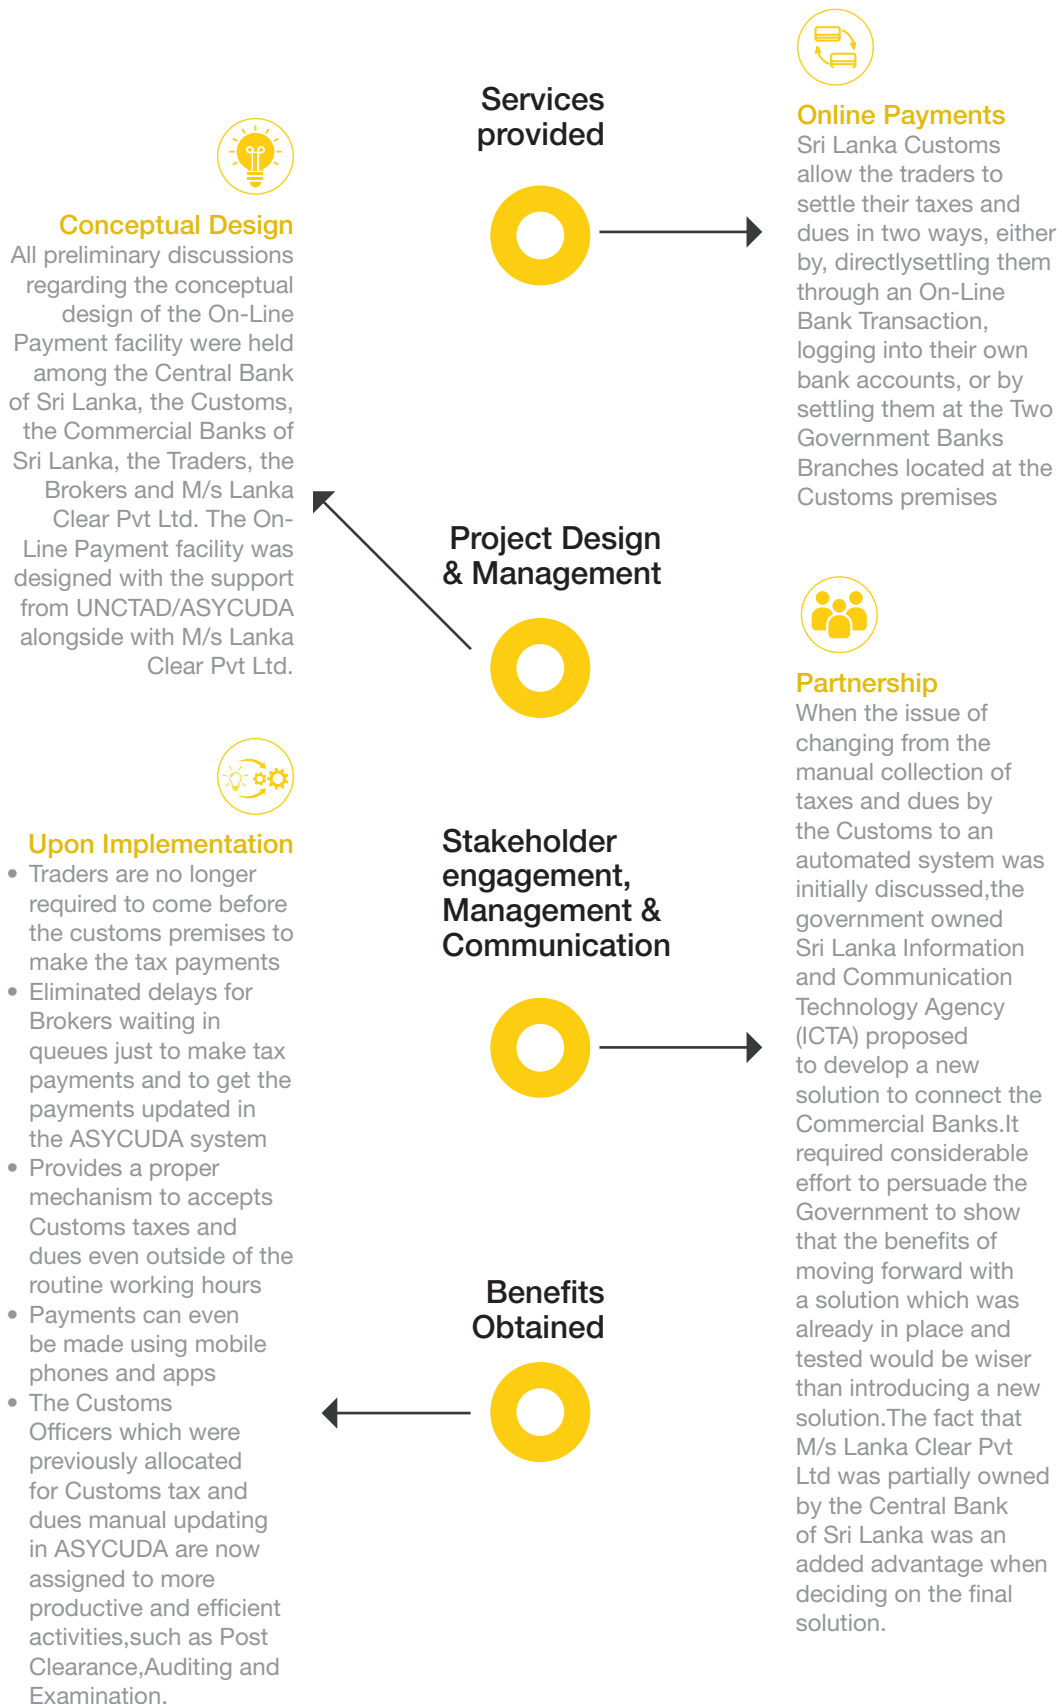 Services
provided
Online Payments
Sri Lanka Customs
allow the traders to
settle their taxes and
dues in two ways, either
by, directlysettling them
through an On-Line
Bank Transaction,
logging into their own
bank accounts, or by
settling them at the Two
Government Banks
Branches located at the
Customs premises
Conceptual Design
All preliminary discussions
regarding the conceptual
design of the On-Line
Payment facility were held
among the Central Bank
of Sri Lanka, the Customs,
the Commercial Banks of
Sri Lanka, the Traders, the
Brokers and M/s Lanka
Clear Pvt Ltd. The On-
Line Payment facility was
designed with the support
from UNCTAD/ASYCUDA
alongside with M/s Lanka
Clear Pvt Ltd.
Project Design
& Management
Partnership
When the issue of
changing from the
manual collection of
taxes and dues by
the Customs to an
automated system was
initially discussed,the
government owned
Sri Lanka Information
and Communication
Technology Agency
(ICTA) proposed
to develop a new
solution to connect the
Commercial Banks.It
required considerable
effort to persuade the
Government to show
that the benefits of
moving forward with
a solution which was
already in place and
tested would be wiser
than introducing a new
solution.The fact that
M/s Lanka Clear Pvt
Ltd was partially owned
by the Central Bank
of Sri Lanka was an
added advantage when
deciding on the final
solution.
Stakeholder
engagement,
Management &
Communication
Upon Implementation
• Traders are no longer
required to come before
the customs premises to
make the tax payments
• Eliminated delays for
Brokers waiting in
queues just to make tax
payments and to get the
payments updated in
the ASYCUDA system
• Provides a proper
mechanism to accepts
Customs taxes and
dues even outside of the
routine working hours
• Payments can even
be made using mobile
phones and apps
• The Customs
Officers which were
previously allocated
for Customs tax and
dues manual updating
in ASYCUDA are now
assigned to more
productive and efficient
activities,such as Post
Clearance,Auditing and
Examination.
Benefits
Obtained